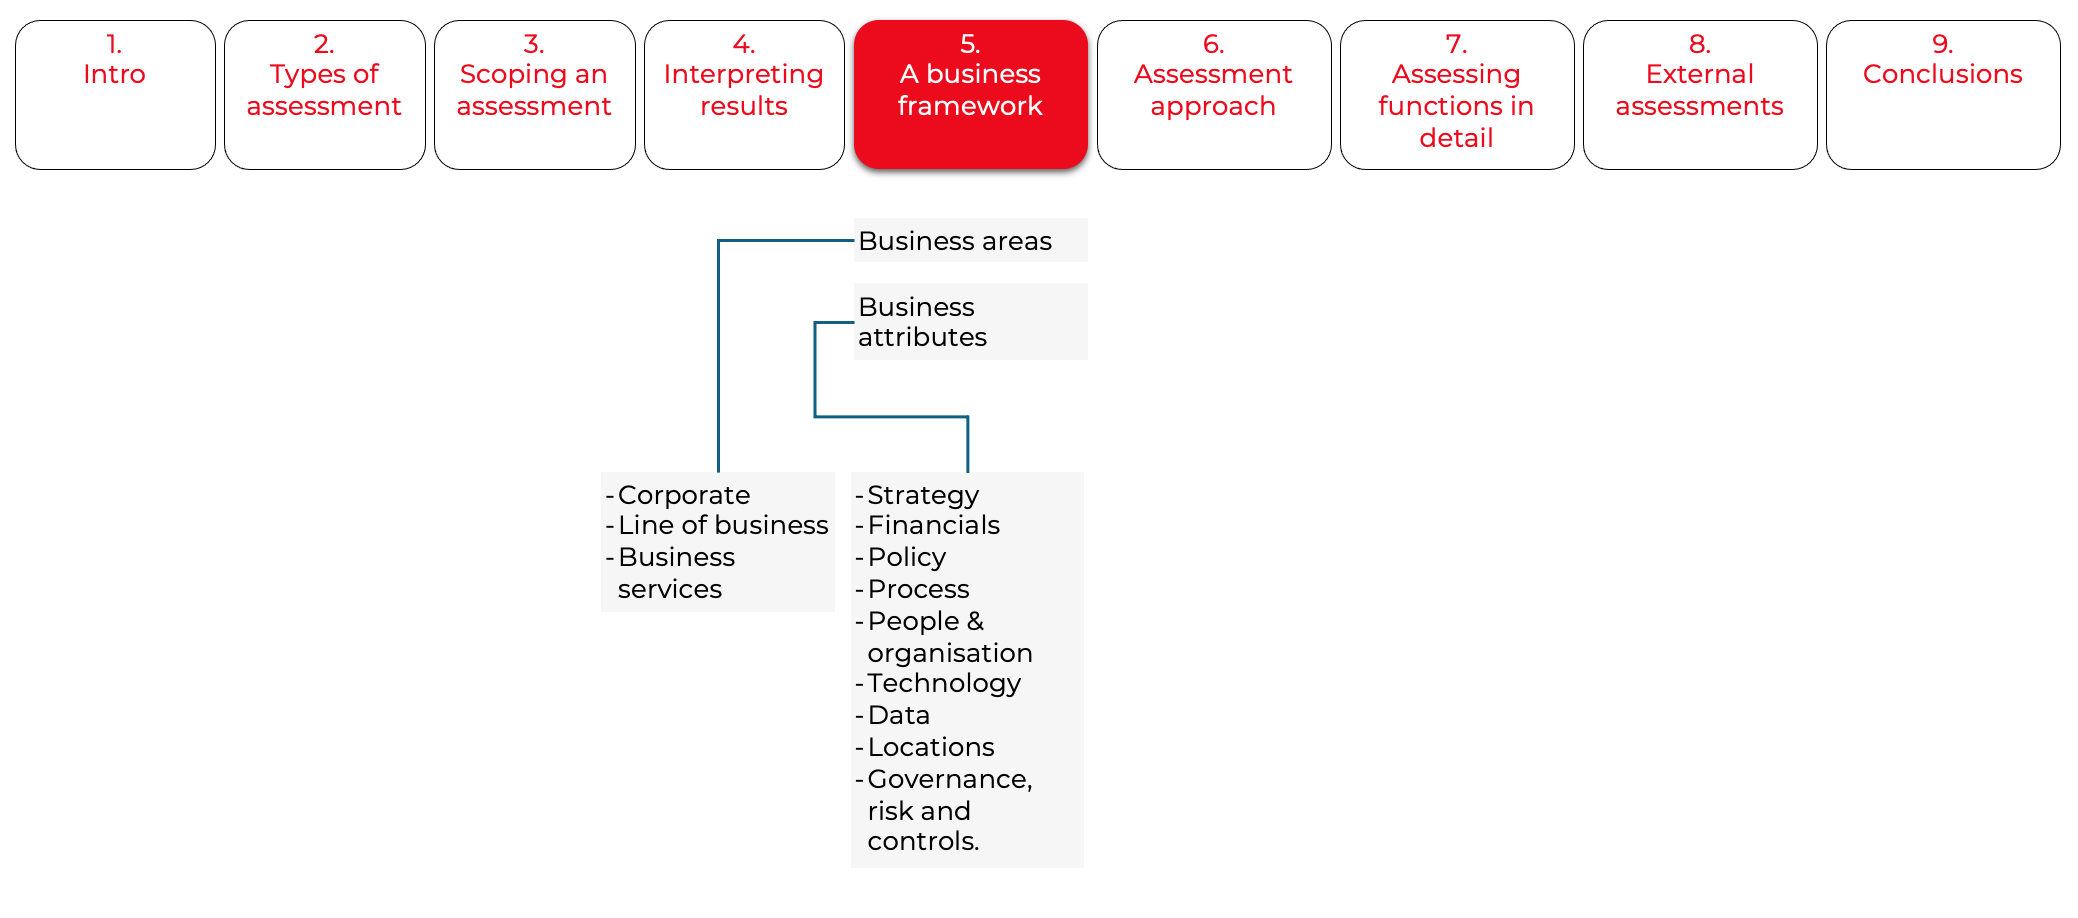 1.
Intro
2.
Types of
assessment
3.
Scoping an
assessment
4.
Interpreting
results
5.
A business
framework
6.
Assessment
approach
7.
Assessing
functions in
detail
8.
External
assessments
9.
Conclusions
Business areas
Business
attributes
-Corporate
-Line of business
-Business
services
-Strategy
-Financials
-Policy
-Process
-People &
organisation
-Technology
-Data
-Locations
-Governance,
risk and
controls.